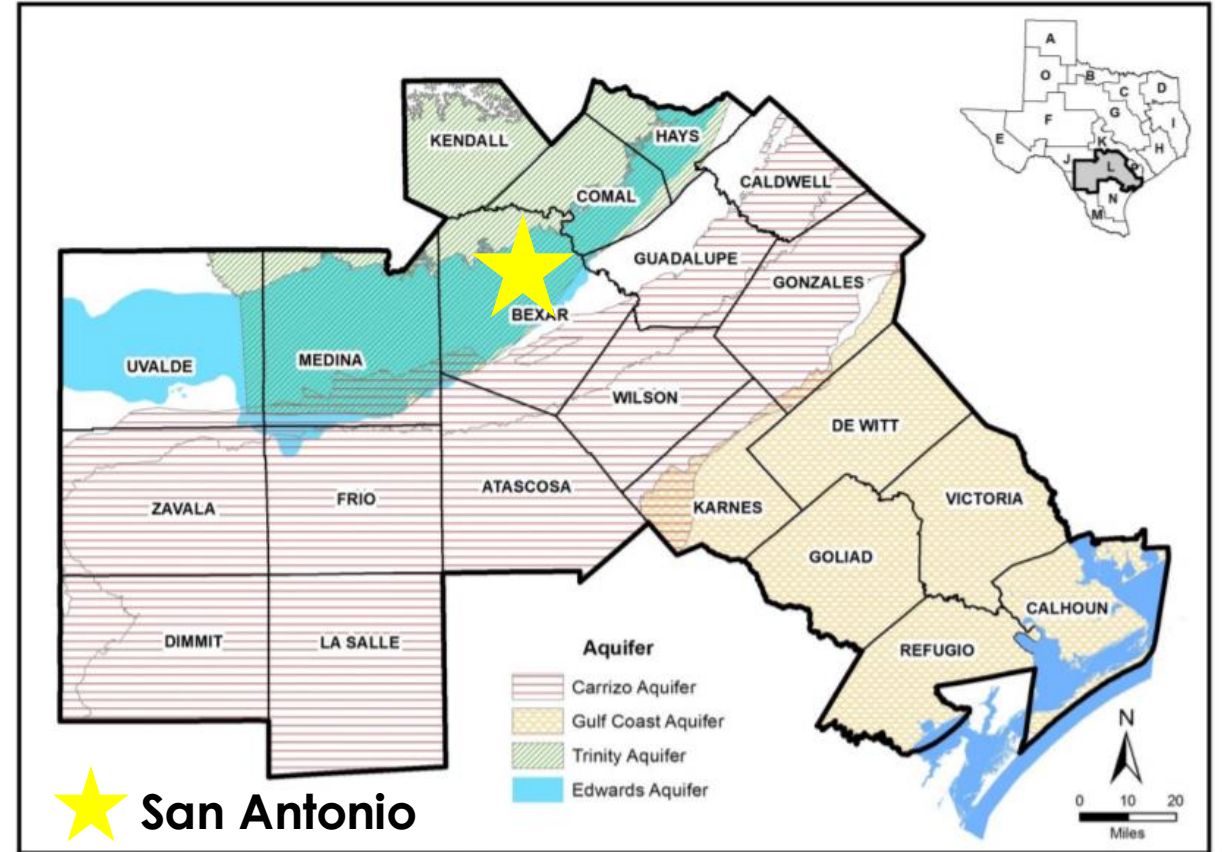 A
O
B
C
D
F
G
E
I
K
H
J
L
P
N
M
KENDALL
HAYS
COMAL
CALDWELL
GUADALUPE
GONZALES
BEXAR
UVALDE
MEDINA
WILSON
DE WITT
ZAVALA
FRIO
ATASCOSA
KARNES
VICTORIA
GOLIAD
CALHOUN
DIMMIT
LA SALLE
REFUGIO
Aquifer
Carrizo Aquifer
Gulf Coast Aquifer
Trinity Aquifer
Edwards Aquifer
N
0 10 20
Miles
San Antonio